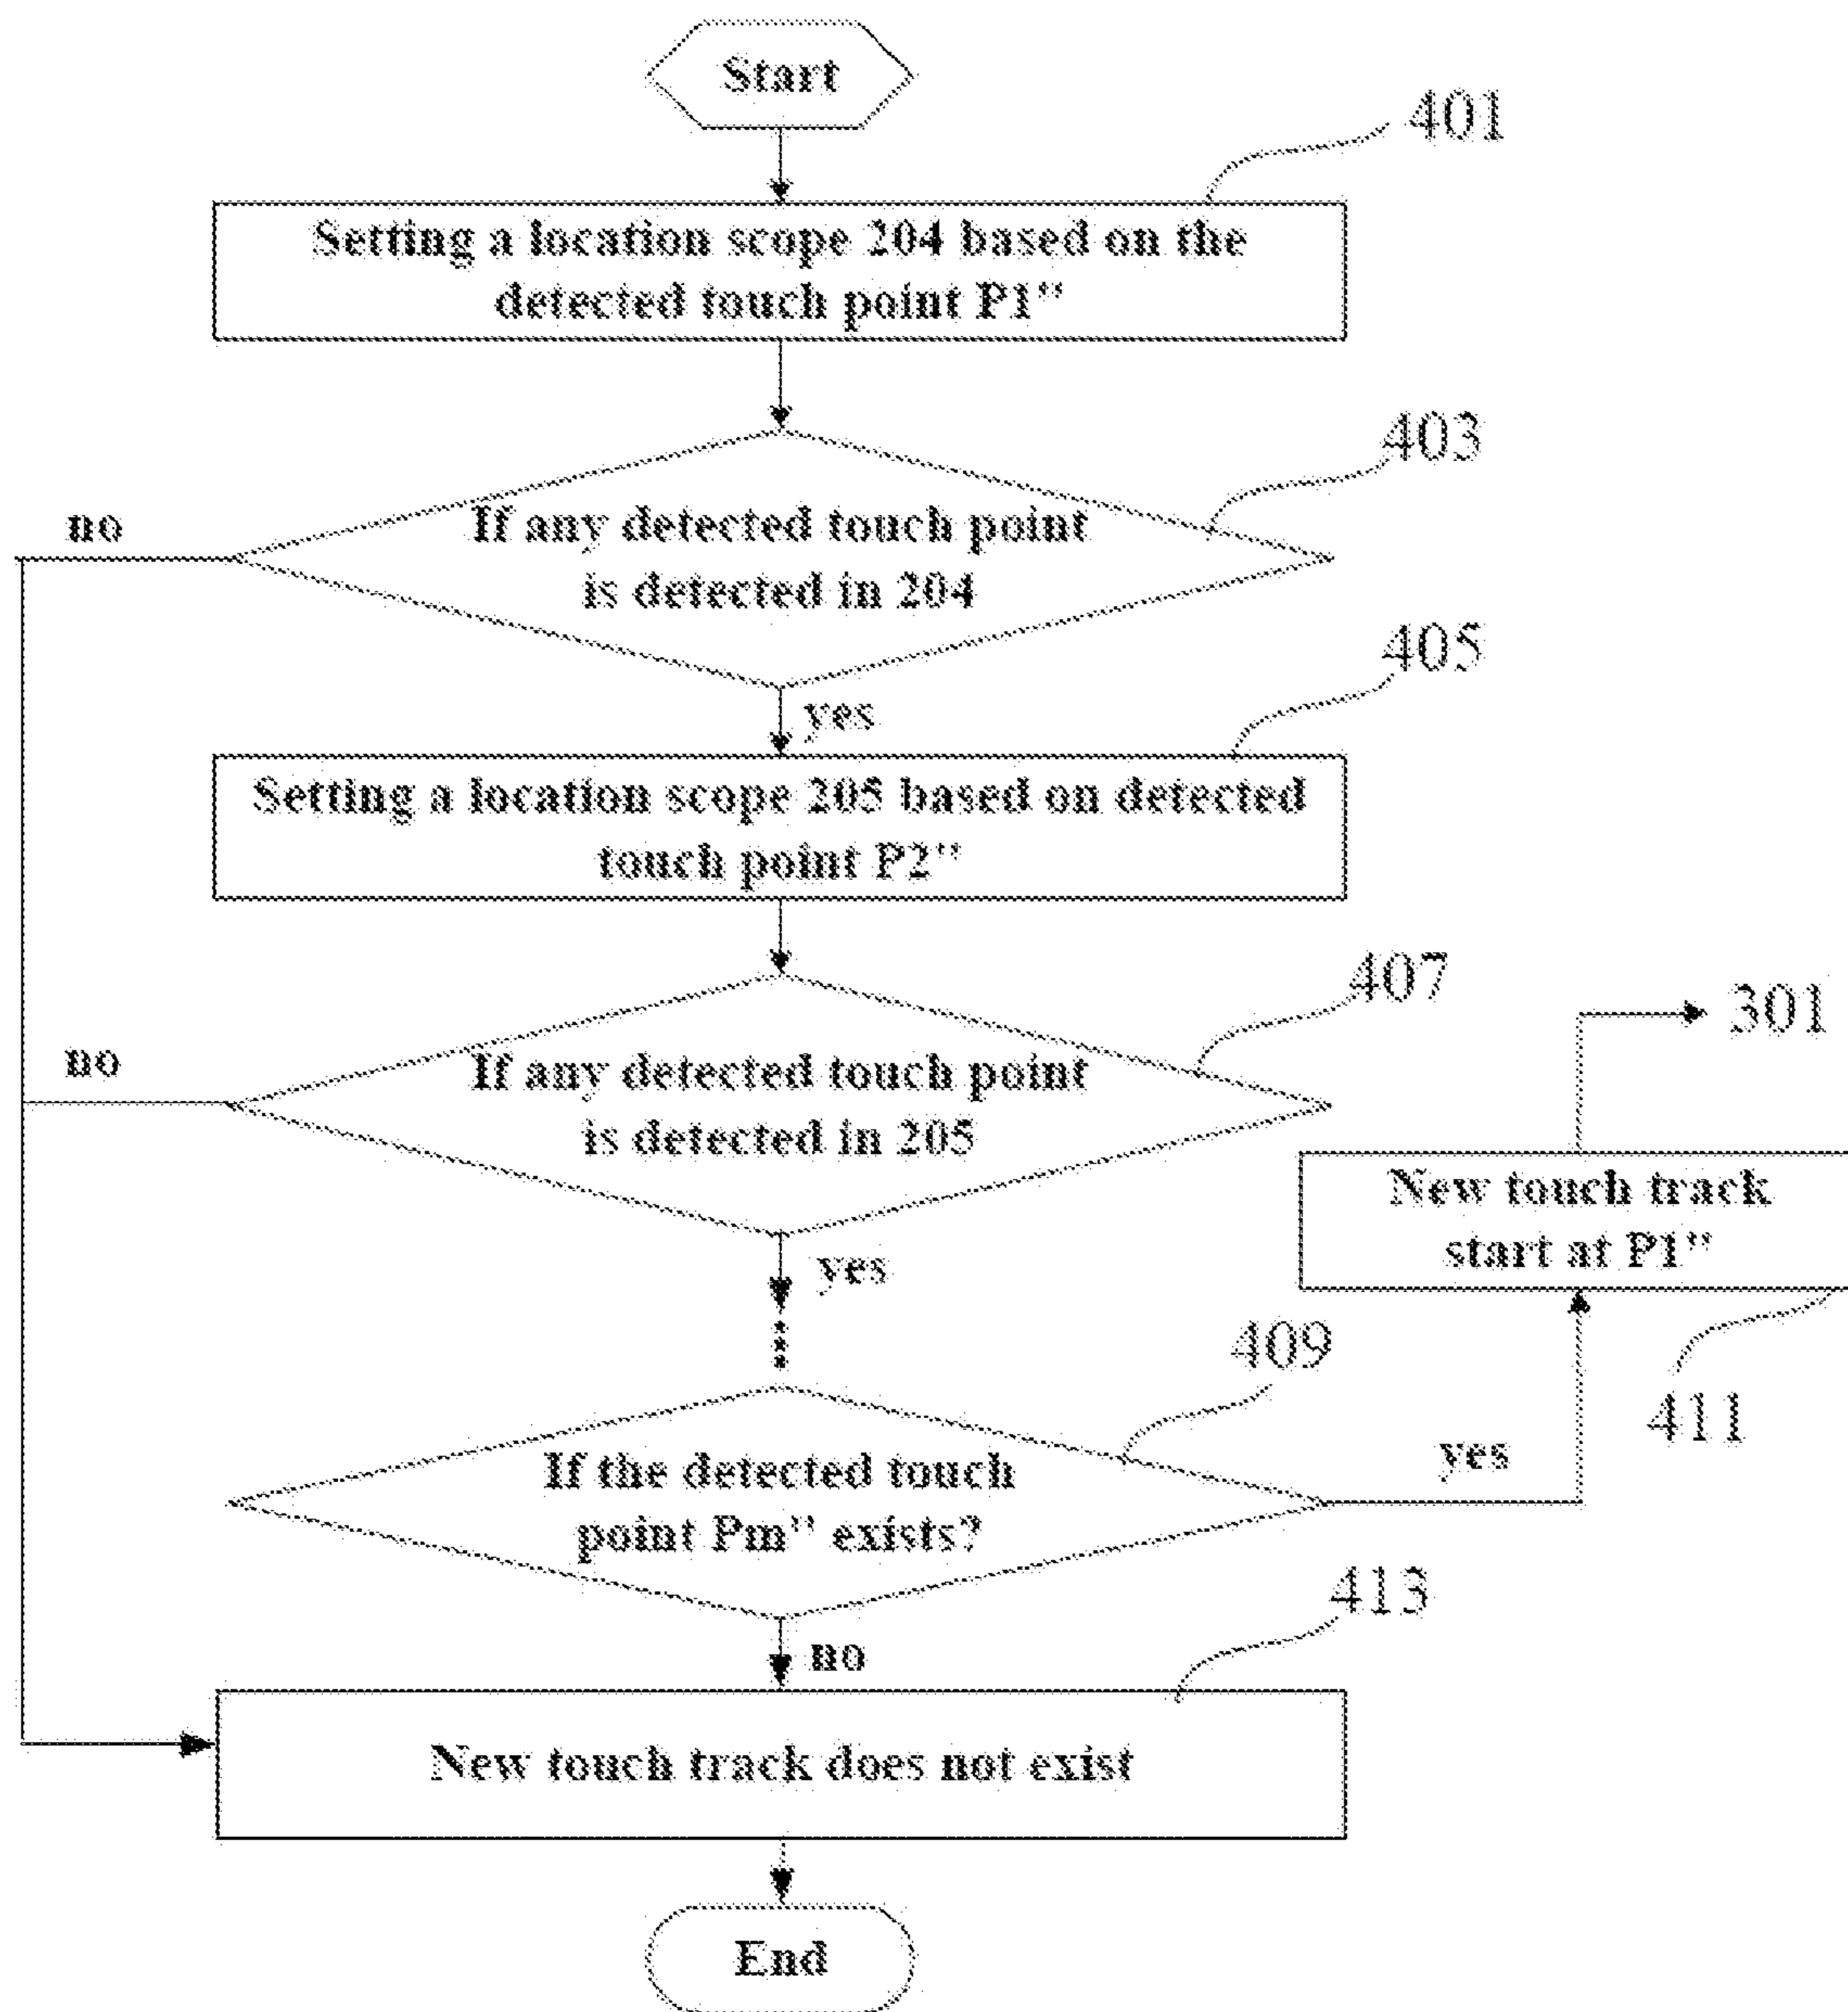 Start
401
Setting a location scope 204 based on the
detected touch point P1"
403
no
If any detected touch point
is detected in 204
405
yes
Setting a location scope 205 based on detected
touch point P2"
407
301
no
If any detected touch point
is detected in 205
New touch track
start at P1"
yes
409
411
If the detected touch
point Pm" exists?
yes
413
no
New touch track does not exist
End